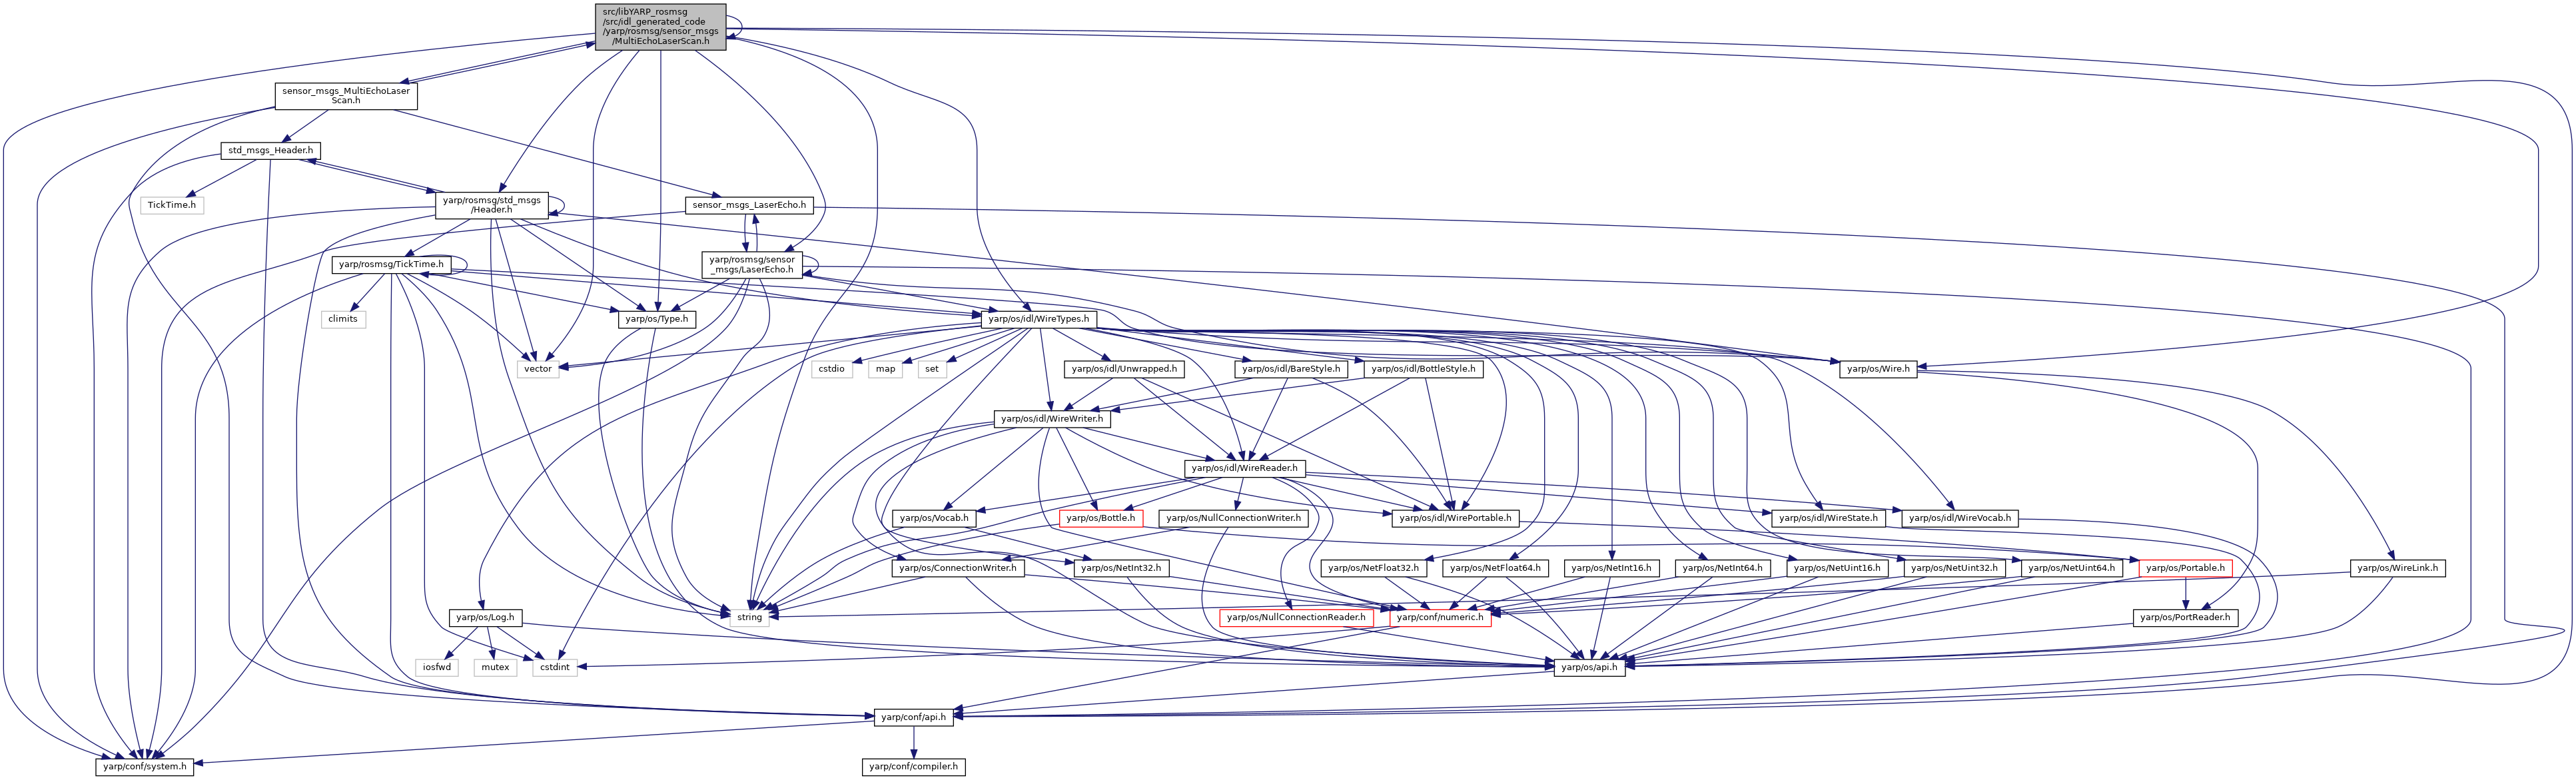 src/libYARP_rosmsg
/src/idl_generated_code
/yarp/rosmsg/sensor_msgs
/MultiEchoLaserScan.h
sensor_msgs_MultiEchoLaser
Scan.h
std_msgs_Header.h
TickTime.h
yarp/rosmsg/std_msgs
/Header.h
sensor_msgs_LaserEcho.h
yarp/rosmsg/TickTime.h
yarp/rosmsg/sensor
_msgs/LaserEcho.h
climits
yarp/os/Type.h
yarp/os/idl/WireTypes.h
vector
cstdio
map
set
yarp/os/idl/Unwrapped.h
yarp/os/idl/BareStyle.h
yarp/os/idl/BottleStyle.h
yarp/os/Wire.h
yarp/os/idl/WireWriter.h
yarp/os/idl/WireReader.h
yarp/os/Vocab.h
yarp/os/Bottle.h
yarp/os/NullConnectionWriter.h
yarp/os/idl/WirePortable.h
yarp/os/idl/WireState.h
yarp/os/idl/WireVocab.h
yarp/os/ConnectionWriter.h
yarp/os/NetInt32.h
yarp/os/NetFloat32.h
yarp/os/NetFloat64.h
yarp/os/NetInt16.h
yarp/os/NetInt64.h
yarp/os/NetUint16.h
yarp/os/NetUint32.h
yarp/os/NetUint64.h
yarp/os/Portable.h
yarp/os/WireLink.h
yarp/os/Log.h
string
yarp/os/NullConnectionReader.h
yarp/conf/numeric.h
yarp/os/PortReader.h
iosfwd
mutex
cstdint
yarp/os/api.h
yarp/conf/api.h
yarp/conf/system.h
yarp/conf/compiler.h